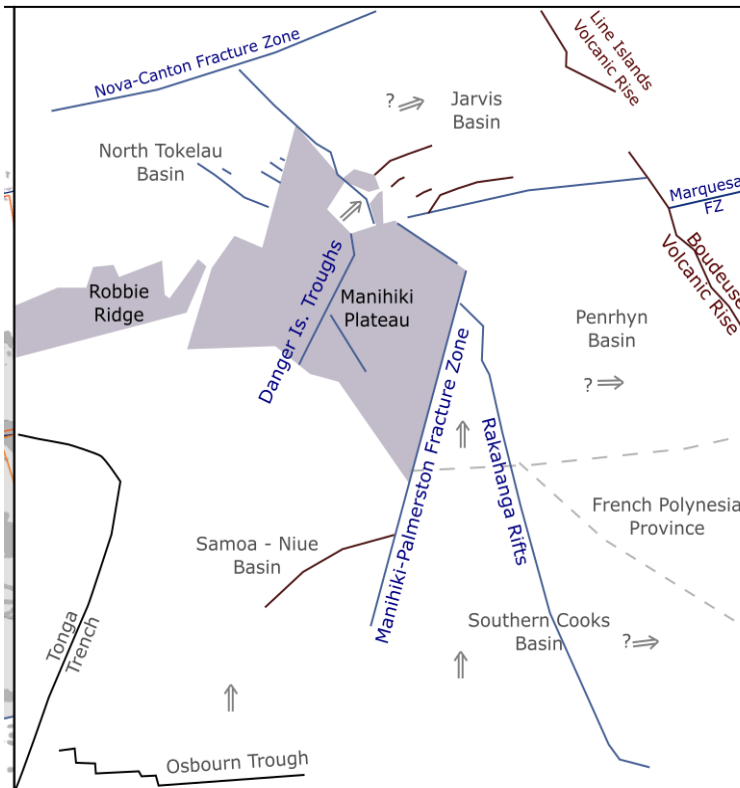 Nova-Canton Fracture Zone
Line Islands
Volcanic Rise
?
Jarvis
Basin
North Tokelau
Basin
Marquesa
FZ
Boudeuse
Volcanic Rise
Robbie
Ridge
Danger Is. Troughs
Manihiki
Plateau
Penrhyn
Basin
?
Manihiki-Palmerston Fracture Zone
Rakahanga Rifts
French Polynesia
Province
Samoa - Niue
Basin
Tonga
Trench
Southern Cooks
Basin
?
Osbourn Trough